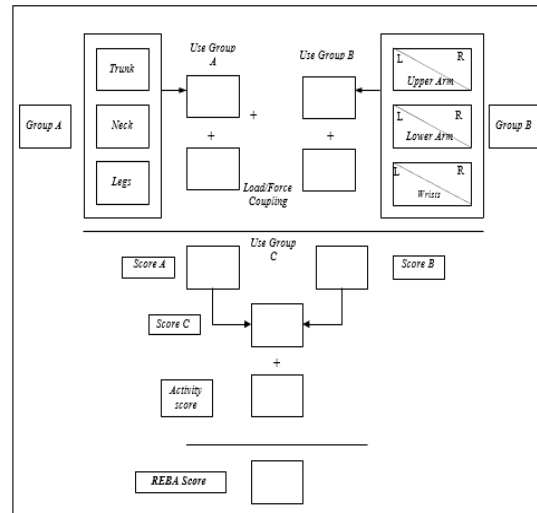 Trunk
Neck
Legs
Group A
Use Group
A
Use Group B
+
+
+
Load/Force
Coupling
L R
Upper Arm
L R
Lower Arm
L R
Wrists
Group B
Use Group
C
Score A
Score B
Score C
+
Activity
score
REBA Score